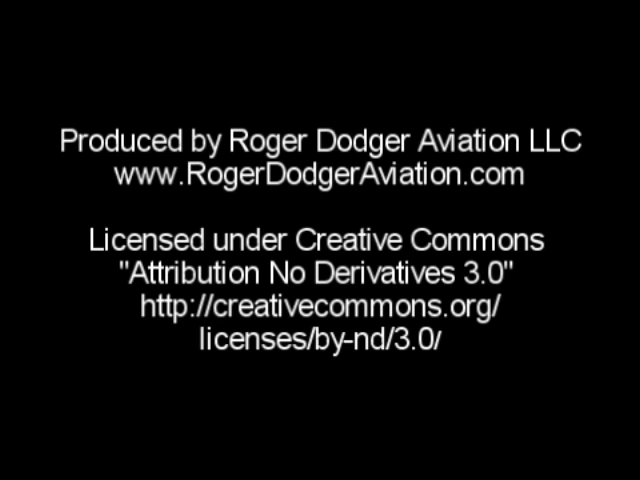 Produced by Roger Dodger Aviation LLC
www.RogerDodgerAviation.com
Licensed under Creative Commons
"Attribution No Derivatives 3.0"
http://creativecommons.org/
licenses/by-nd/3.0/